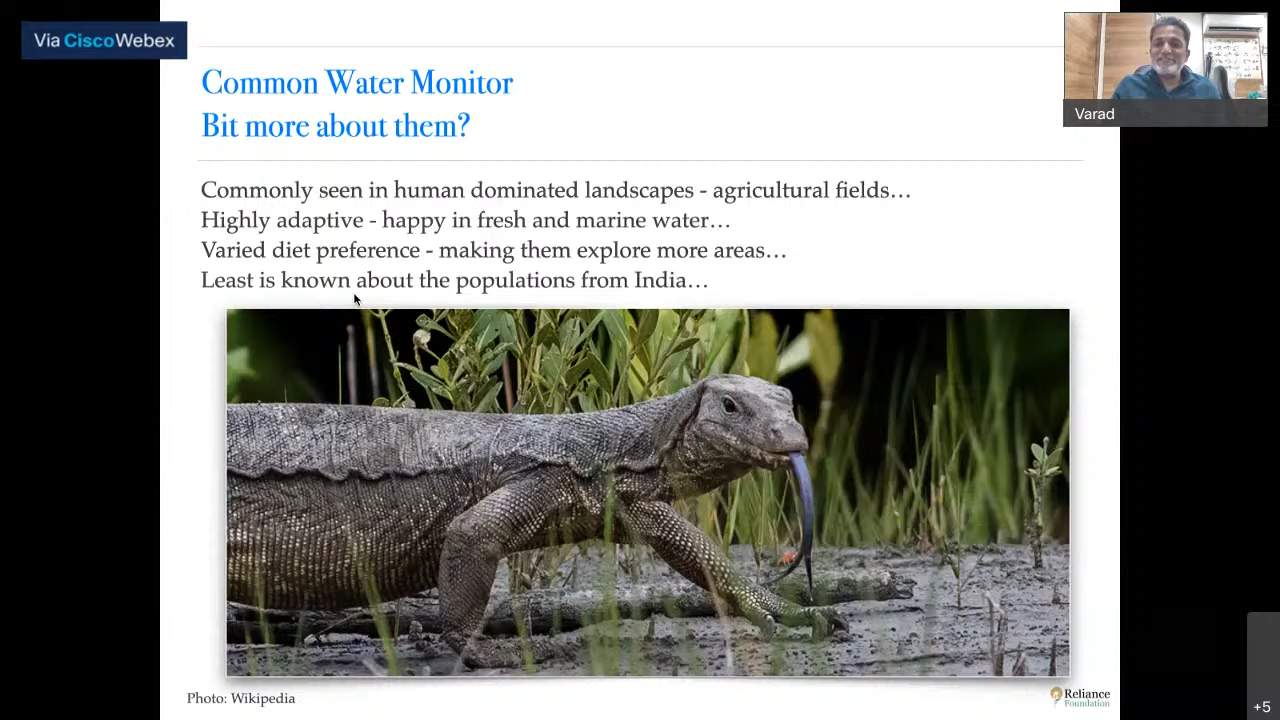 Via Cisco Webex
Common Water Monitor
Bit more about them?
Varad
Commonly seen in human dominated landscapes - agricultural fields…
Highly adaptive - happy in fresh and marine water…
Varied diet preference - making them explore more areas…
Least is known about the populations from India…
Photo: Wikipedia
Reliance
Foundation
+5